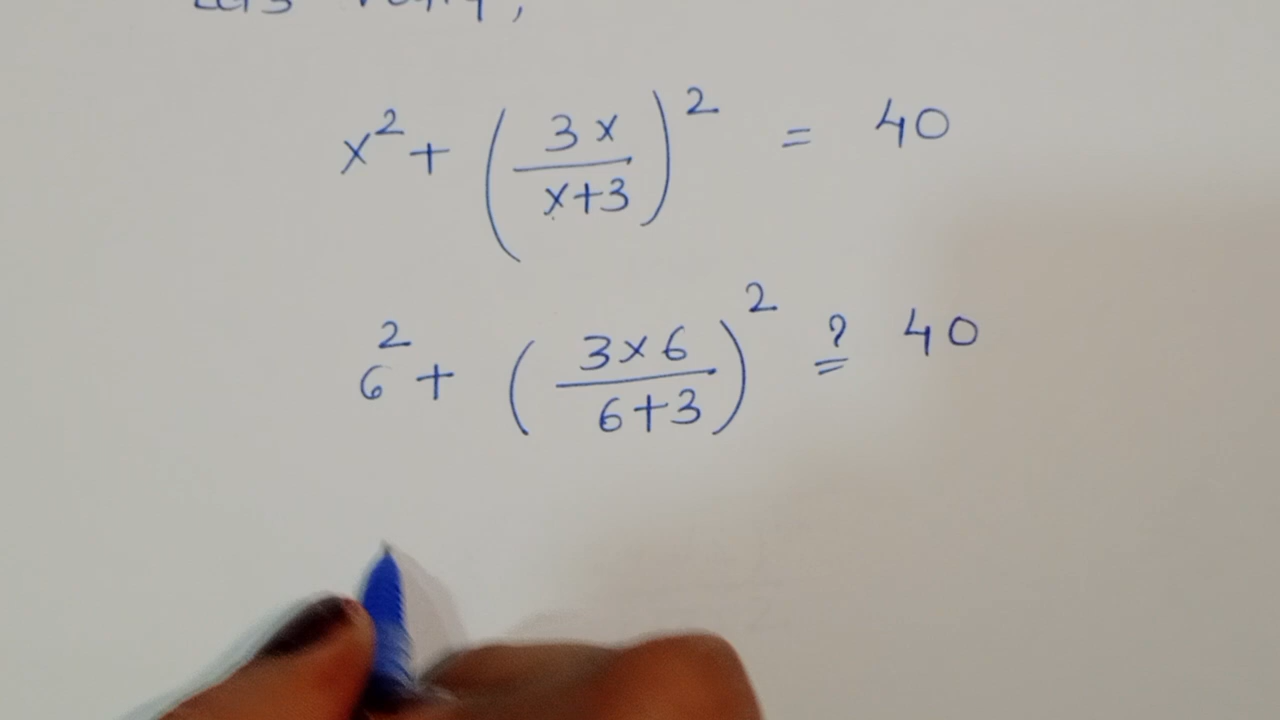 x² + (3x / x+3)² = 40
6² + (3×6 / 6+3)² ≟ 40